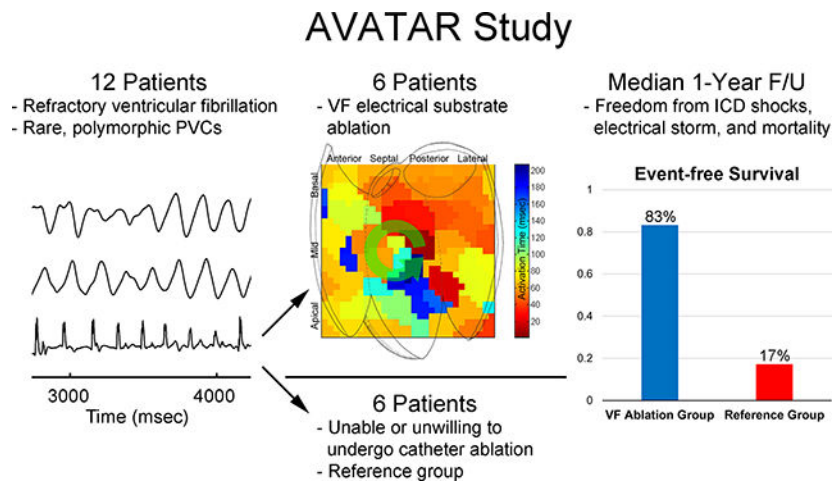 AVATAR Study
12 Patients
- Refractory ventricular fibrillation
- Rare, polymorphic PVCs
3000
4000
Time (msec)
6 Patients
- VF electrical substrate
ablation
Anterior Septal Posterior Lateral
Basal
Mid
Apical
200
180
160
140
120
100
80
60
40
20
Activation Time (msec)
6 Patients
- Unable or unwilling to
undergo catheter ablation
- Reference group
Median 1-Year F/U
- Freedom from ICD shocks,
electrical storm, and mortality
Event-free Survival
1
0.8
0.6
0.4
0.2
0
83%
17%
VF Ablation Group
Reference Group